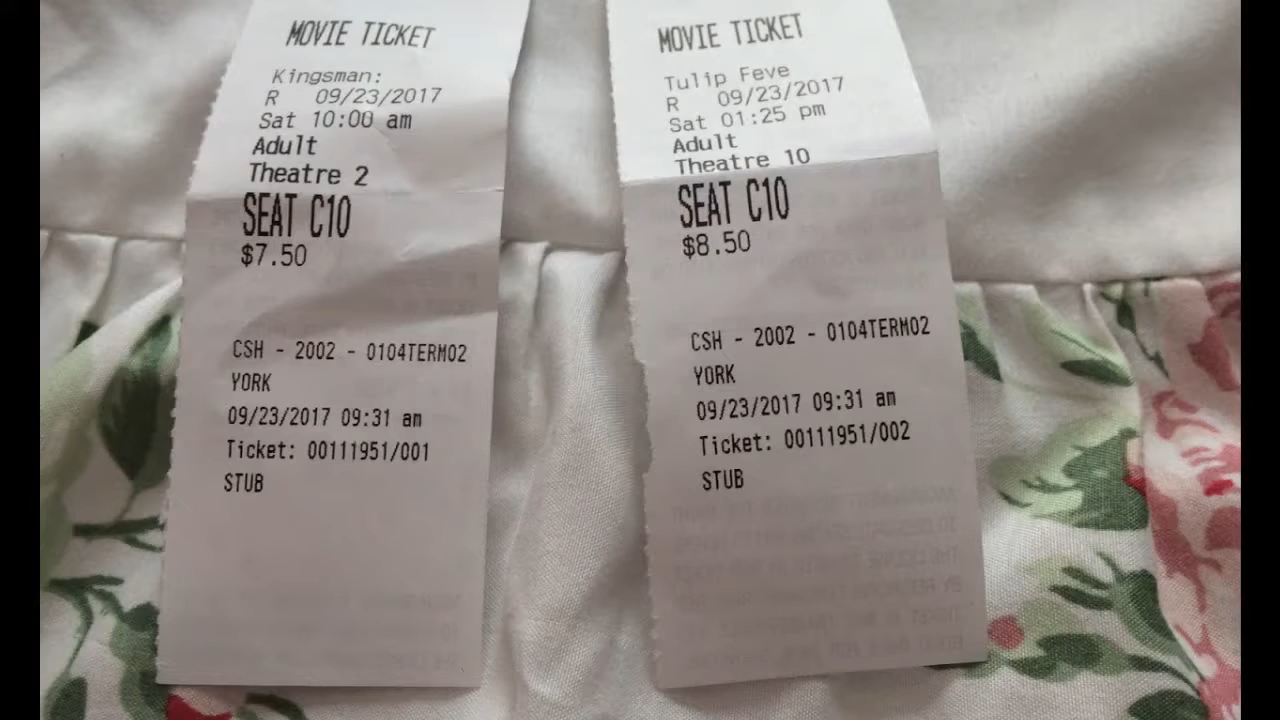 MOVIE TICKET
Kingsman:
R 09/23/2017
Sat 10:00 am
Adult
Theatre 2
SEAT C10
$7.50
CSH - 2002 - 0104TERM02
YORK
09/23/2017 09:31 am
Ticket: 00111951/001
STUB
MOVIE TICKET
Tulip Feve
R 09/23/2017
Sat 01:25 pm
Adult
Theatre 10
SEAT C10
$8.50
CSH - 2002 - 0104TERM02
YORK
09/23/2017 09:31 am
Ticket: 00111951/002
STUB